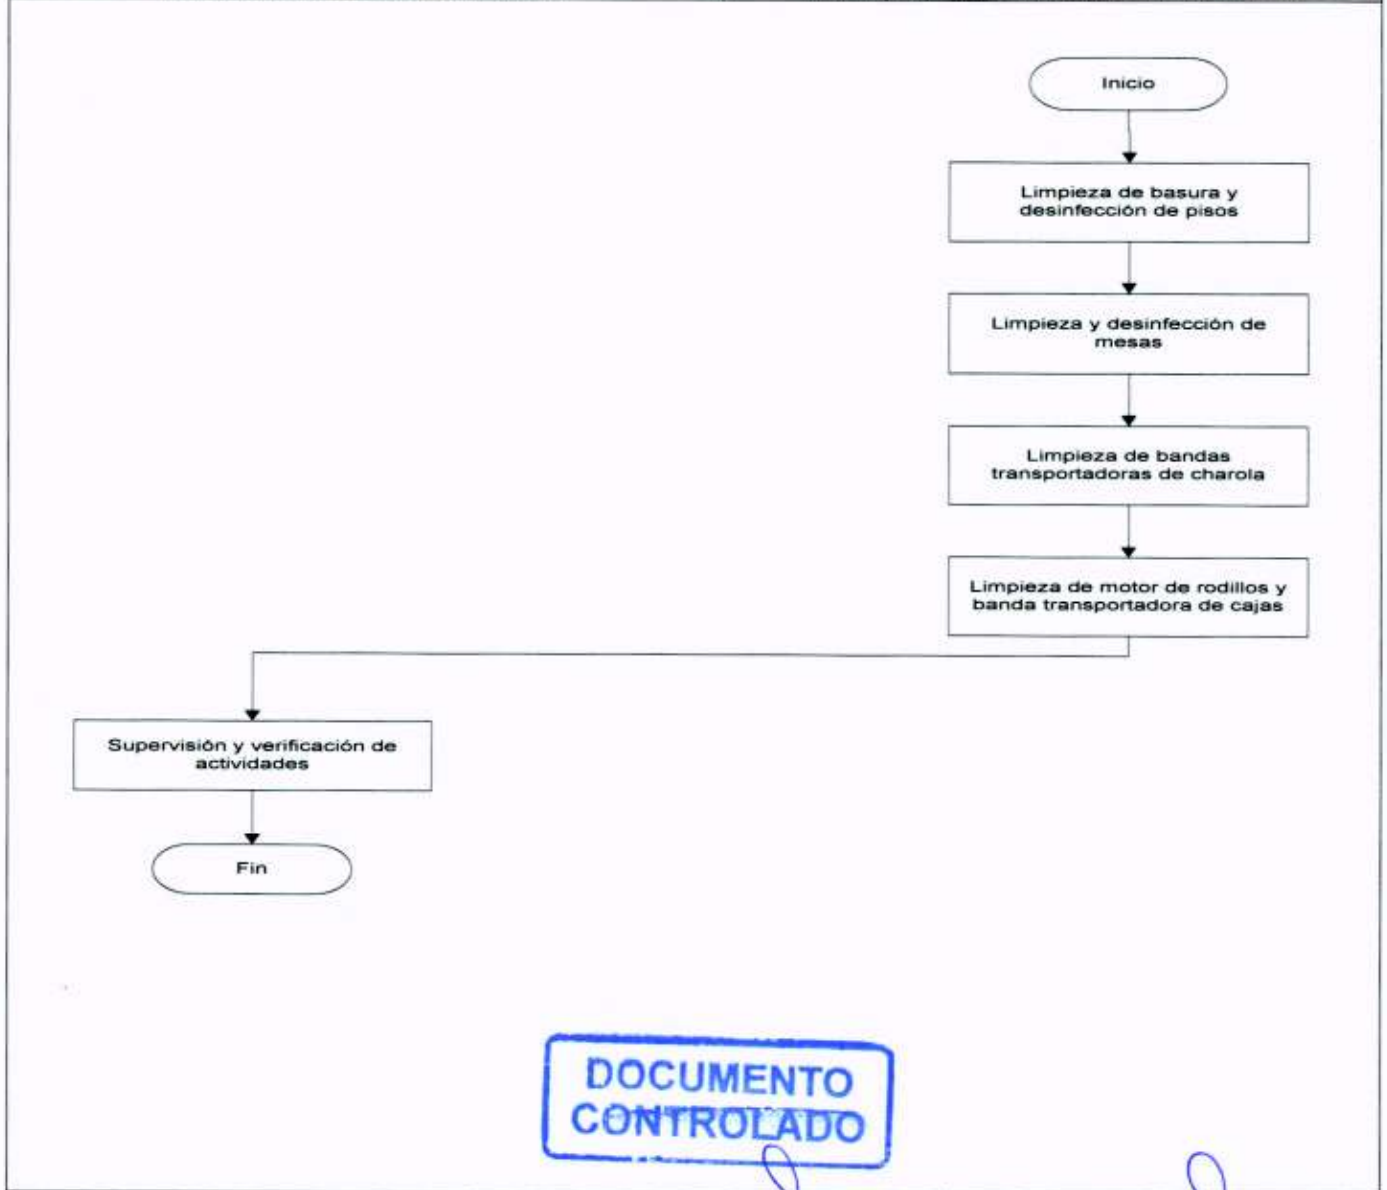 Inicio
Limpieza de basura y
desinfección de pisos
Limpieza y desinfección de
mesas
Limpieza de bandas
transportadoras de charola
Limpieza de motor de rodillos y
banda transportadora de cajas
Supervisión y verificación de
actividades
Fin
DOCUMENTO
CONTROLADO